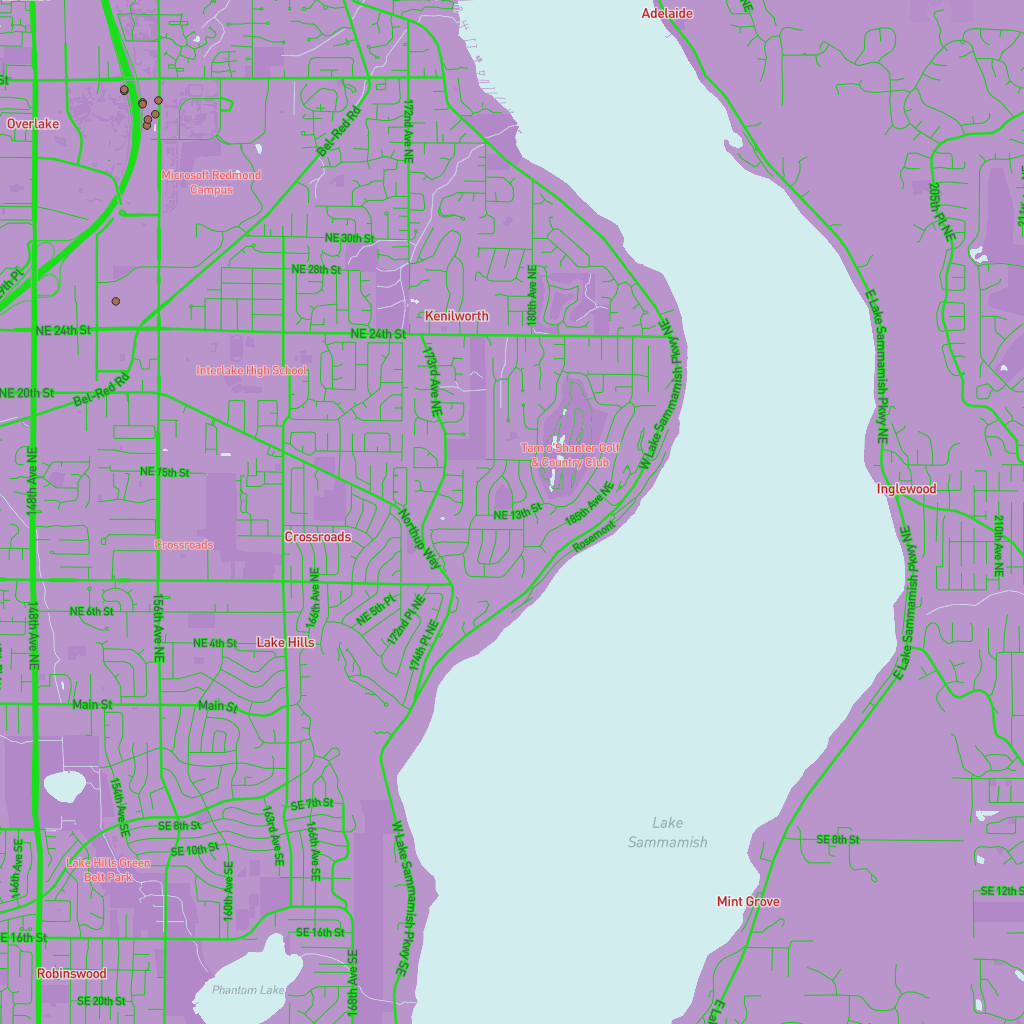 Adelaide
St
Overlake
172nd Ave NE
Bel-Red Rd
Microsoft Redmond
Campus
205th Pl NE
NE 30th St
NE 28th St
180th Ave NE
E Lake Sammamish Pkwy NE
Kenilworth
NE 24th St
NE 24th St
W Lake Sammamish Pkwy NE
Interlake High School
173rd Ave NE
NE 20th St
Bel-Red Rd
Tam o'Shanter Golf
& Country Club
148th Ave NE
NE 15th St
Inglewood
NE 13th St
185th Ave NE
Rosemont
Northup Way
Crossroads
Crossroads
210th Ave NE
E Lake Sammamish Pkwy NE
166th Ave NE
NE 5th Pl
172nd Pl NE
174th Pl NE
NE 6th St
148th Ave NE
156th Ave NE
NE 4th St
Lake Hills
Main St
Main St
154th Ave SE
SE 7th St
163rd Ave SE
166th Ave SE
SE 8th St
SE 10th St
Lake
Sammamish
SE 8th St
146th Ave SE
Lake Hills Green
Belt Park
160th Ave SE
W Lake Sammamish Pkwy SE
SE 12th S
Mint Grove
SE 16th St
E 16th St
Robinswood
168th Ave SE
Phantom Lake
SE 20th St
E La